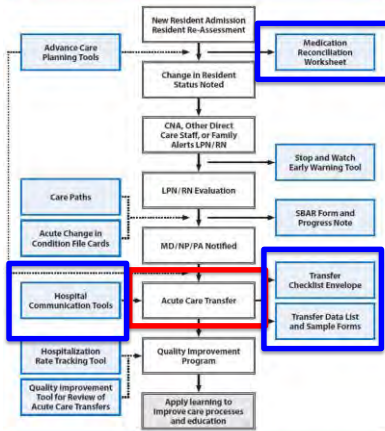 New Resident Admission
Resident Re-Assessment
Advance Care
Planning Tools
Medication
Reconciliation
Worksheet
Change in Resident
Status Noted
CNA, Other Direct
Care Staff, or Family
Alerts LPN/RN
Stop and Watch
Early Warning Tool
Care Paths
LPN/RN Evaluation
Acute Change in
Condition File Cards
SBAR Form and
Progress Note
MD/NP/PA Notified
Hospital
Communication Tools
Acute Care Transfer
Transfer
Checklist Envelope
Transfer Data List
and Sample Forms
Hospitalization
Rate Tracking Tool
Quality Improvement
Program
Quality Improvement
Tool for Review of
Acute Care Transfers
Apply learning to
Improve care processes
and education